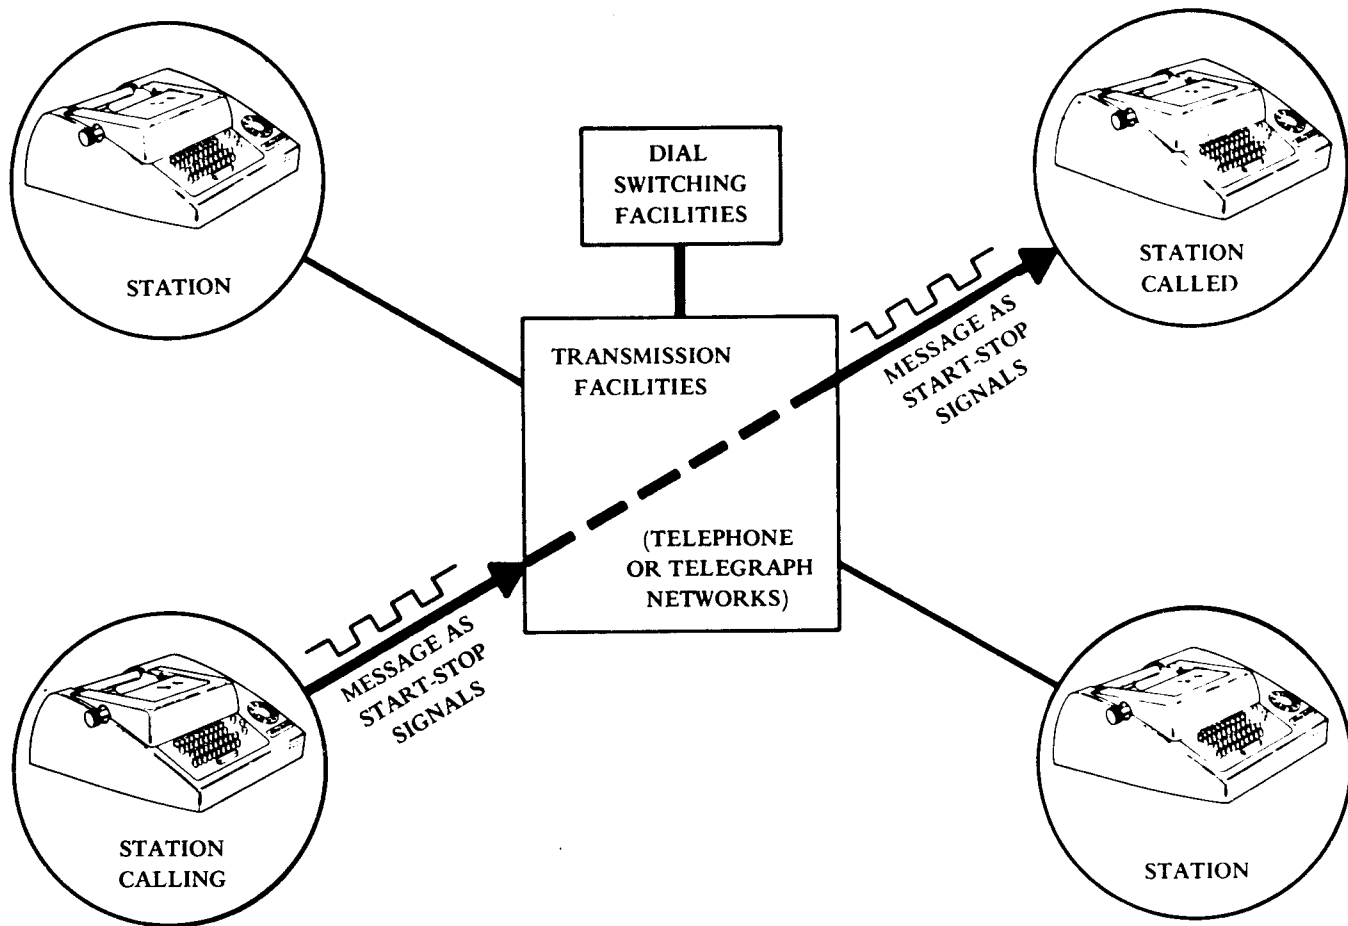 STATION
DIAL
SWITCHING
FACILITIES
STATION
CALLED
TRANSMISSION
FACILITIES
MESSAGE AS
START-STOP
SIGNALS
(TELEPHONE
OR TELEGRAPH
NETWORKS)
MESSAGE AS
START-STOP
SIGNALS
STATION
CALLING
STATION